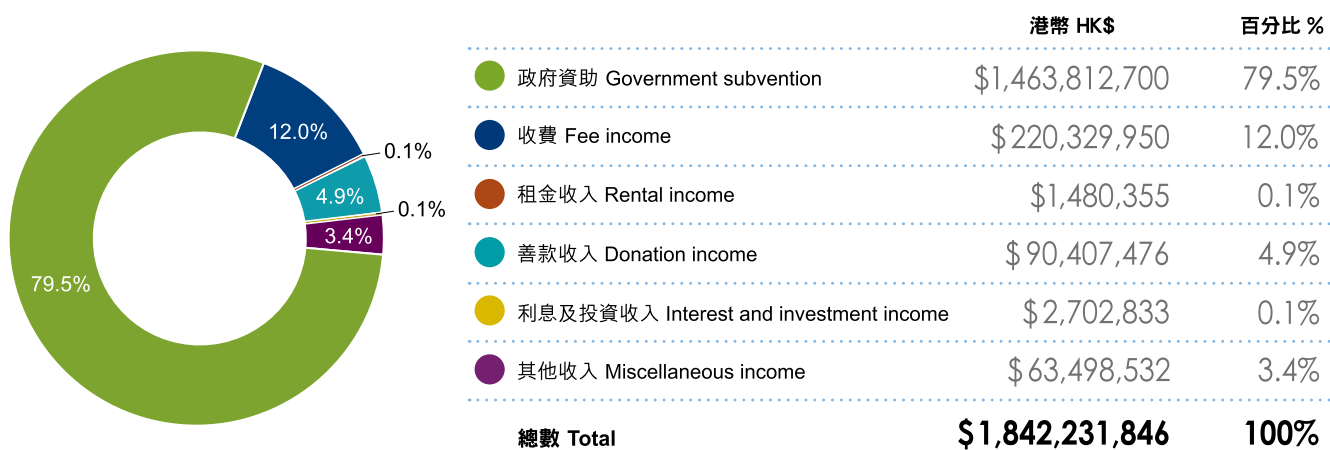 港幣 HK$ 百分比 %
政府資助 Government subvention $1,463,812,700 79.5%
收費 Fee income $220,329,950 12.0%
租金收入 Rental income $1,480,355 0.1%
善款收入 Donation income $90,407,476 4.9%
利息及投資收入 Interest and investment income $2,702,833 0.1%
其他收入 Miscellaneous income $63,498,532 3.4%
總數 Total $1,842,231,846 100%
12.0%
0.1%
4.9%
0.1%
3.4%
79.5%